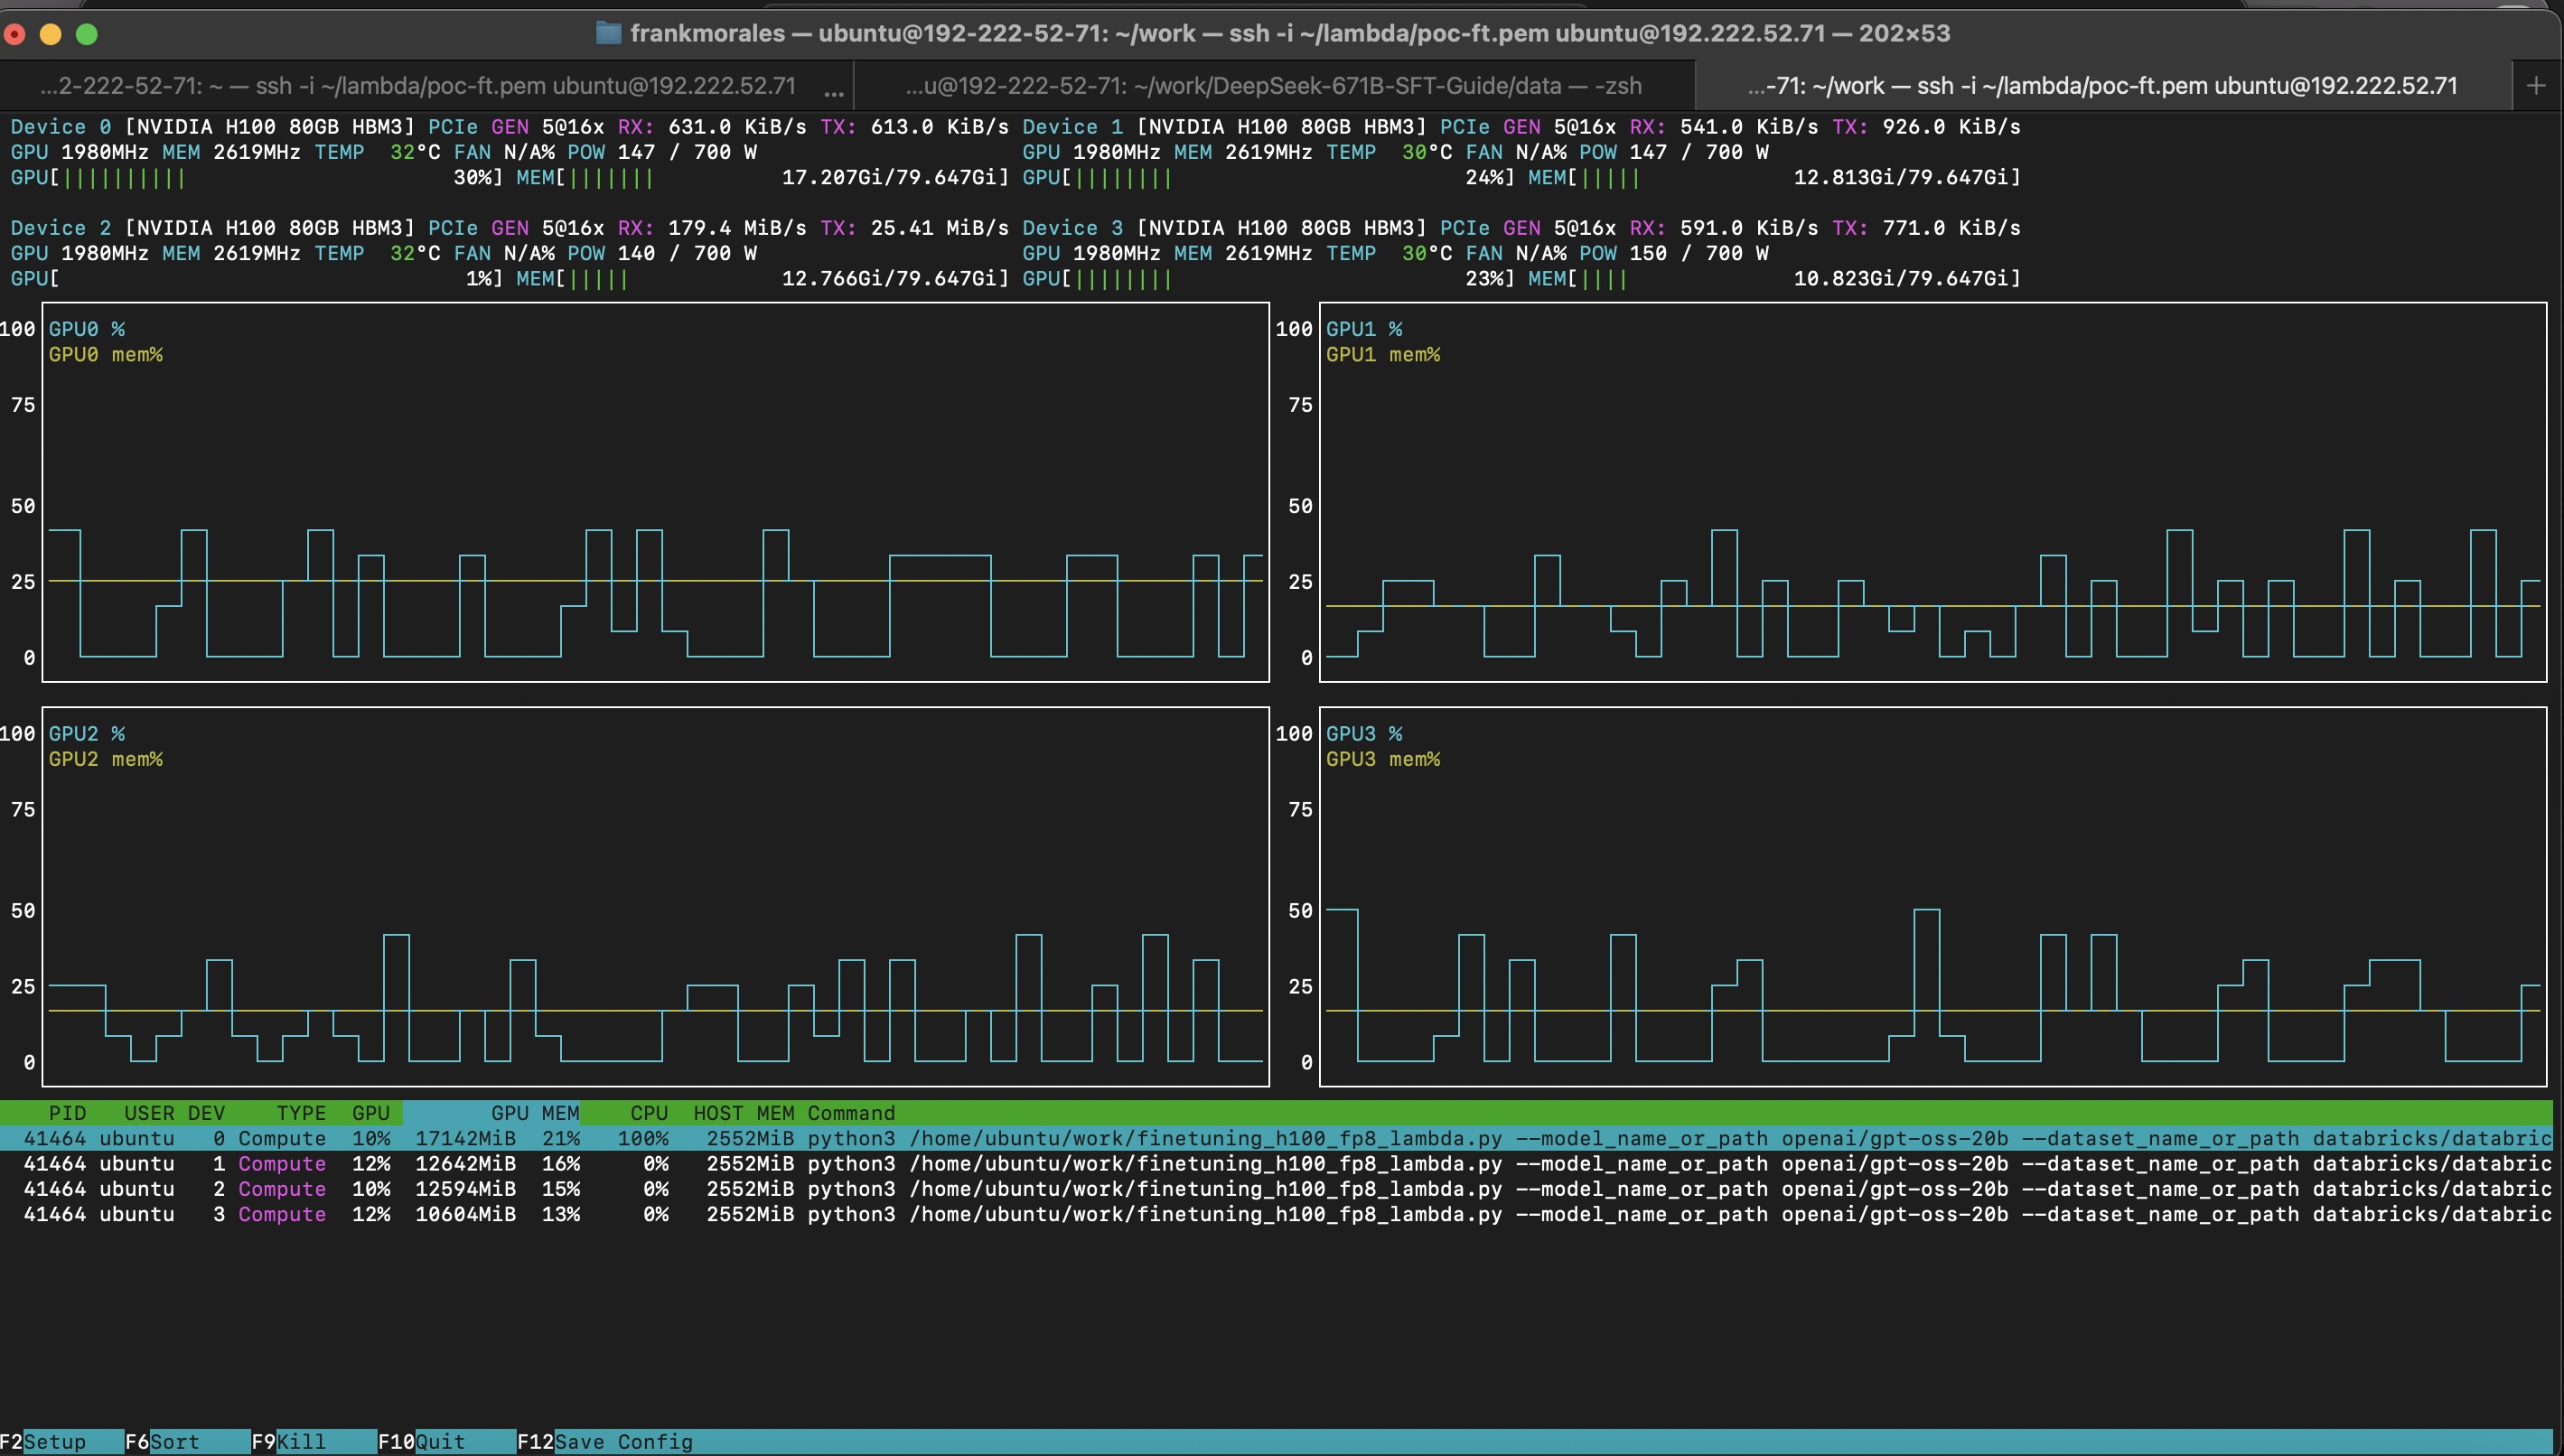 frankmorales — ubuntu@192-222-52-71: ~/work — ssh -i ~/lambda/poc-ft.pem ubuntu@192.222.52.71 — 202×53
...2-222-52-71: ~ — ssh -i ~/lambda/poc-ft.pem ubuntu@192.222.52.71 ...
...u@192-222-52-71: ~/work/DeepSeek-671B-SFT-Guide/data — -zsh
...-71: ~/work — ssh -i ~/lambda/poc-ft.pem ubuntu@192.222.52.71 +
Device 0 [NVIDIA H100 80GB HBM3] PCIe GEN 5@16x RX: 631.0 KiB/s TX: 613.0 KiB/s Device 1 [NVIDIA H100 80GB HBM3] PCIe GEN 5@16x RX: 541.0 KiB/s TX: 926.0 KiB/s
GPU 1980MHz MEM 2619MHz TEMP 32°C FAN N/A% POW 147 / 700 W GPU 1980MHz MEM 2619MHz TEMP 30°C FAN N/A% POW 147 / 700 W
GPU[|||||||||| 30%] MEM[||||||| 17.207Gi/79.647Gi] GPU[|||||||| 24%] MEM[||||| 12.813Gi/79.647Gi]
Device 2 [NVIDIA H100 80GB HBM3] PCIe GEN 5@16x RX: 179.4 MiB/s TX: 25.41 MiB/s Device 3 [NVIDIA H100 80GB HBM3] PCIe GEN 5@16x RX: 591.0 KiB/s TX: 771.0 KiB/s
GPU 1980MHz MEM 2619MHz TEMP 32°C FAN N/A% POW 140 / 700 W GPU 1980MHz MEM 2619MHz TEMP 30°C FAN N/A% POW 150 / 700 W
GPU[ 1%] MEM[||||| 12.766Gi/79.647Gi] GPU[|||||||| 23%] MEM[|||| 10.823Gi/79.647Gi]
100 GPU0 %
GPU0 mem%
75
50
25
0
100 GPU1 %
GPU1 mem%
75
50
25
0
100 GPU2 %
GPU2 mem%
75
50
25
0
100 GPU3 %
GPU3 mem%
75
50
25
0
PID USER DEV TYPE GPU GPU MEM CPU HOST MEM Command
41464 ubuntu 0 Compute 10% 17142MiB 21% 100% 2552MiB python3 /home/ubuntu/work/finetuning_h100_fp8_lambda.py --model_name_or_path openai/gpt-oss-20b --dataset_name_or_path databricks/databric
41464 ubuntu 1 Compute 12% 12642MiB 16% 0% 2552MiB python3 /home/ubuntu/work/finetuning_h100_fp8_lambda.py --model_name_or_path openai/gpt-oss-20b --dataset_name_or_path databricks/databric
41464 ubuntu 2 Compute 10% 12594MiB 15% 0% 2552MiB python3 /home/ubuntu/work/finetuning_h100_fp8_lambda.py --model_name_or_path openai/gpt-oss-20b --dataset_name_or_path databricks/databric
41464 ubuntu 3 Compute 12% 10604MiB 13% 0% 2552MiB python3 /home/ubuntu/work/finetuning_h100_fp8_lambda.py --model_name_or_path openai/gpt-oss-20b --dataset_name_or_path databricks/databric
F2Setup F6Sort F9Kill F10Quit F12Save Config